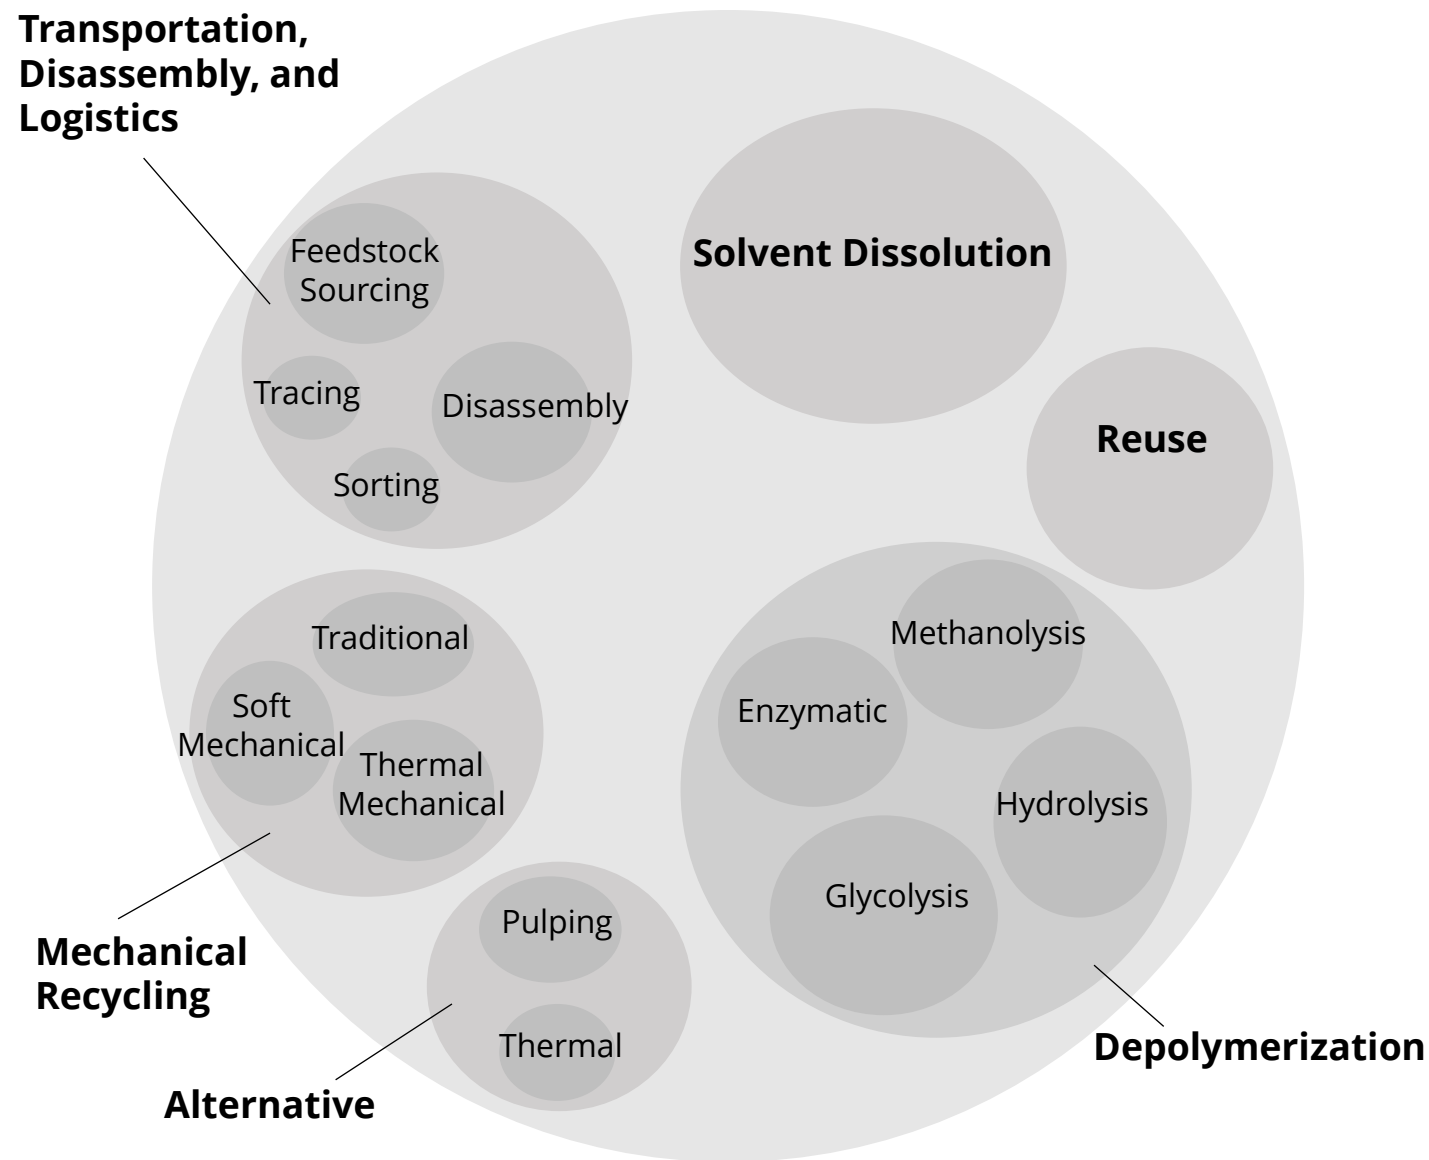 Transportation,
Disassembly, and
Logistics
Feedstock
Sourcing
Tracing
Disassembly
Sorting
Solvent Dissolution
Reuse
Traditional
Soft
Mechanical
Thermal
Mechanical
Mechanical
Recycling
Methanolysis
Enzymatic
Hydrolysis
Glycolysis
Depolymerization
Pulping
Thermal
Alternative